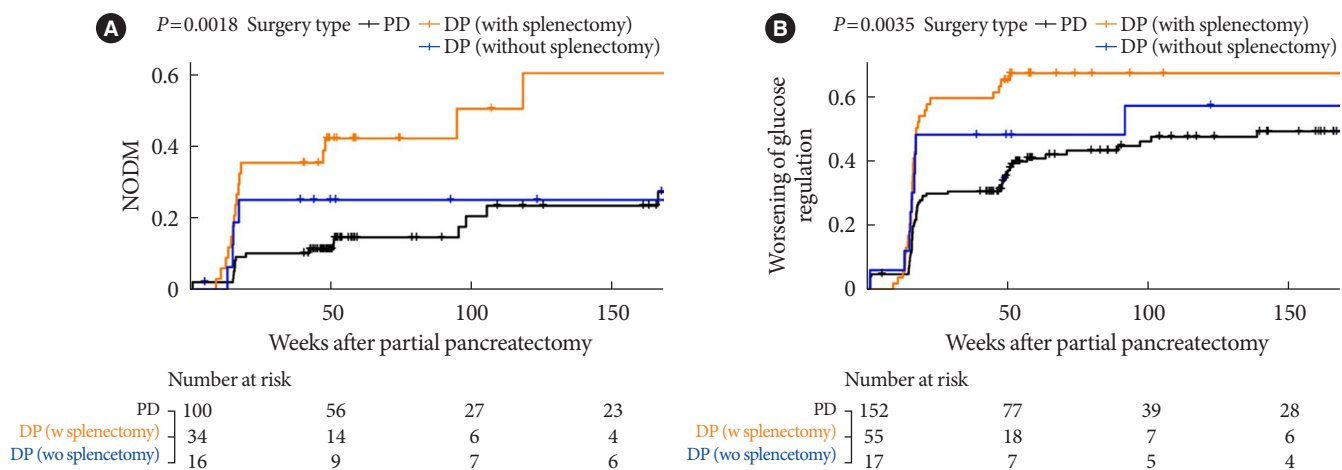 A P=0.0018 Surgery type PD DP (with splenectomy)
DP (without splenectomy)
0.6
0.4
0.2
0
NODM
50 100 150
Weeks after partial pancreatectomy
Number at risk
PD 100 56 27 23
DP (w splenectomy) 34 14 6 4
DP (wo splencetomy) 16 9 7 6
B P=0.0035 Surgery type PD DP (with splenectomy)
DP (without splenectomy)
0.6
0.4
0.2
0
Worsening of glucose
regulation
50 100 150
Weeks after partial pancreatectomy
Number at risk
PD 152 77 39 28
DP (w splenectomy) 55 18 7 6
DP (wo splencetomy) 17 7 5 4